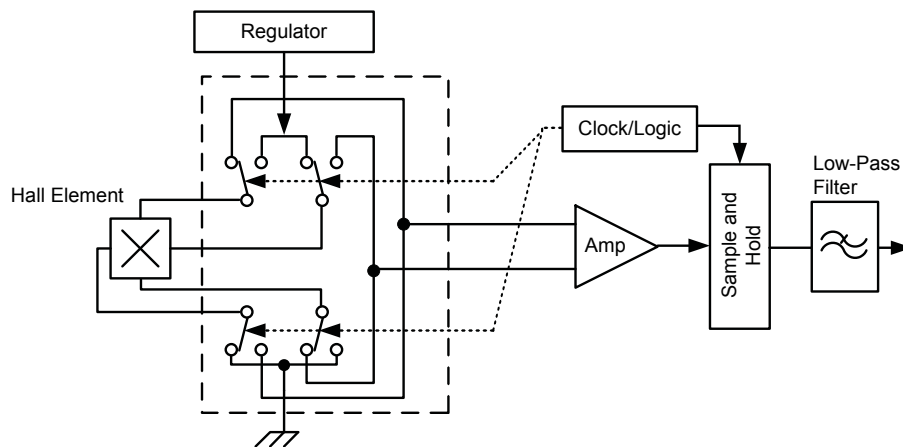 Regulator
Clock/Logic
Low-Pass
Filter
Hall Element
Amp
Sample and
Hold